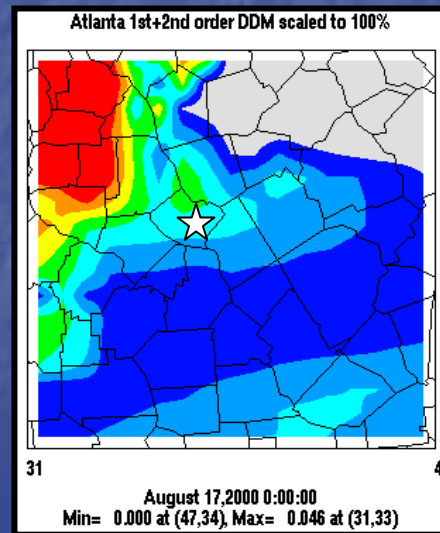 Atlanta 1st+2nd order DDM scaled to 100%
31
4
August 17,2000 0:00:00
Min= 0.000 at (47,34), Max= 0.046 at (31,33)